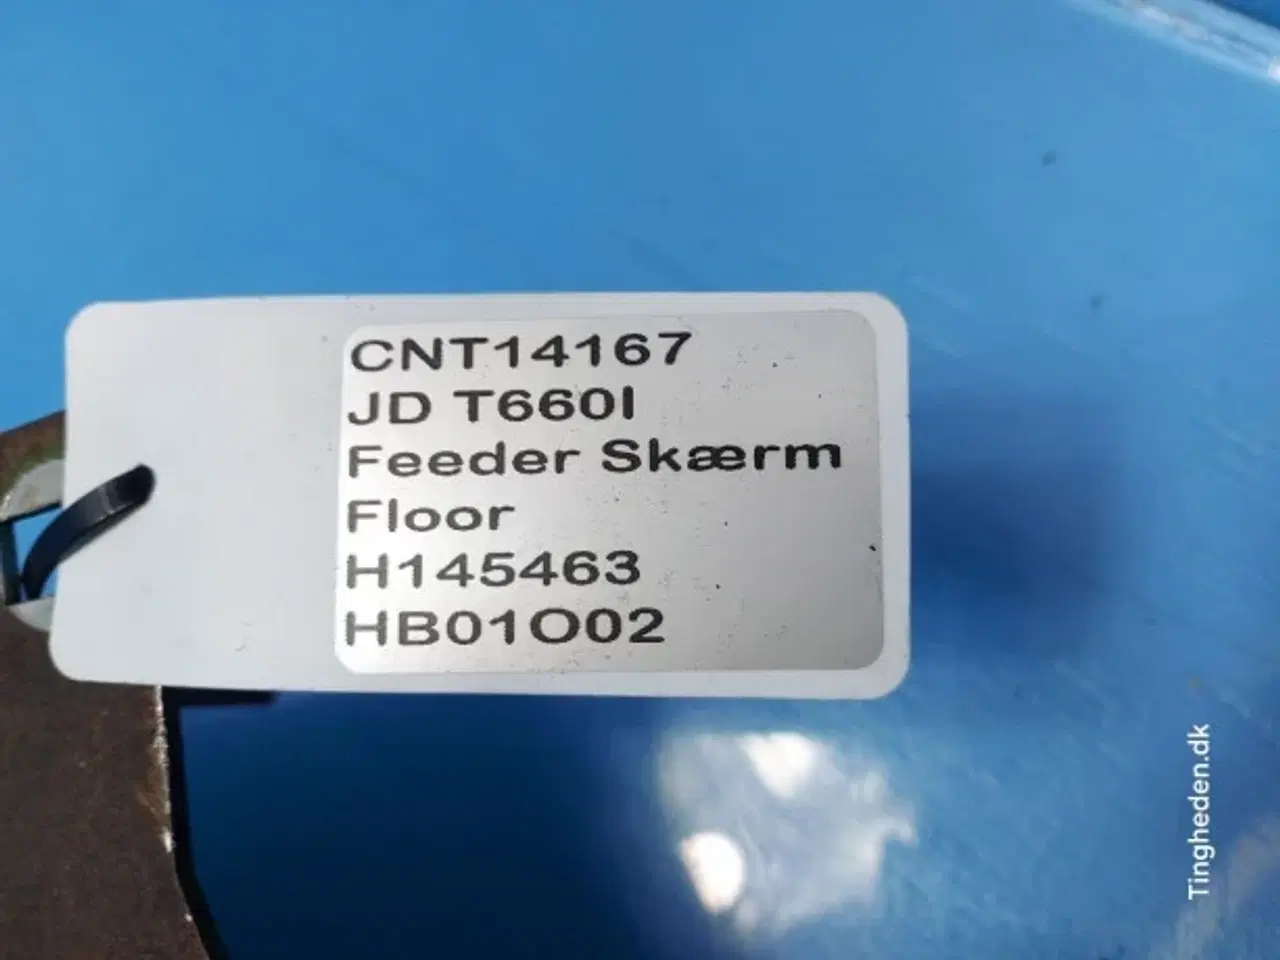 CNT14167
JD T660I
Feeder Skærm
Floor
H145463
HB01O02
Tingheden.dk